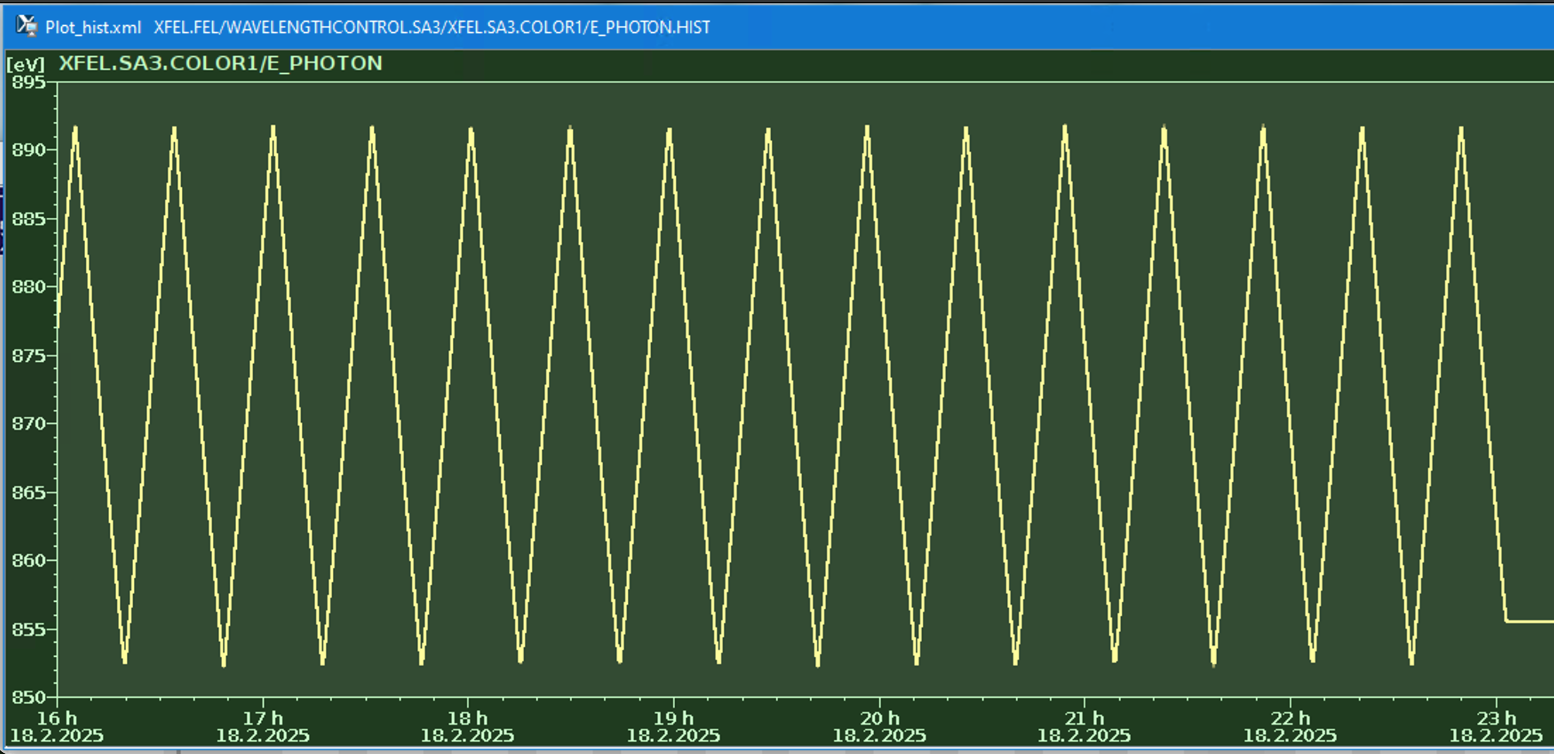 Plot_hist.xml XFEL.FEL/WAVELENGTHCONTROL.SA3/XFEL.SA3.COLOR1/E_PHOTON.HIST
[eV] XFEL.SA3.COLOR1/E_PHOTON
895
890
885
880
875
870
865
860
855
850
16 h 17 h 18 h 19 h 20 h 21 h 22 h 23 h
18.2.2025 18.2.2025 18.2.2025 18.2.2025 18.2.2025 18.2.2025 18.2.2025 18.2.2025